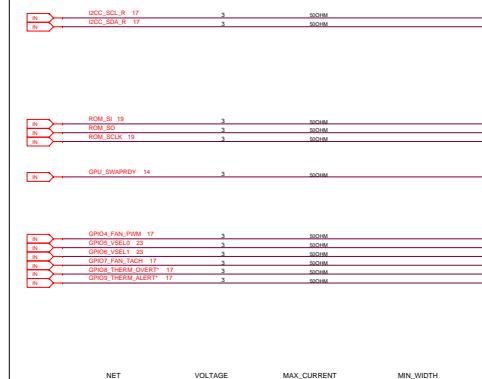 IN I2CC_SCL_R 17 3 50OHM
IN I2CC_SDA_R 17 3 50OHM
IN ROM_SI 19 3 50OHM
IN ROM_SO 3 50OHM
IN ROM_SCLK 19 3 50OHM
IN GPU_SWAPRDY 14 3 50OHM
IN GPIO4_FAN_PWM 17 3 50OHM
IN GPIO5_VSEL0 23 3 50OHM
IN GPIO6_VSEL1 23 3 50OHM
IN GPIO7_FAN_TACH 17 3 50OHM
IN GPIO8_THERM_OVERT* 17 3 50OHM
IN GPIO9_THERM_ALERT* 17 3 50OHM
NET VOLTAGE MAX_CURRENT MIN_WIDTH